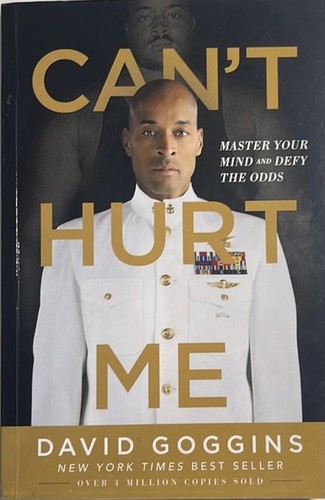 CAN'T
MASTER YOUR
MIND AND DEFY
THE ODDS
HURT
ME
DAVID GOGGINS
NEW YORK TIMES BEST SELLER
OVER 4 MILLION COPIES SOLD